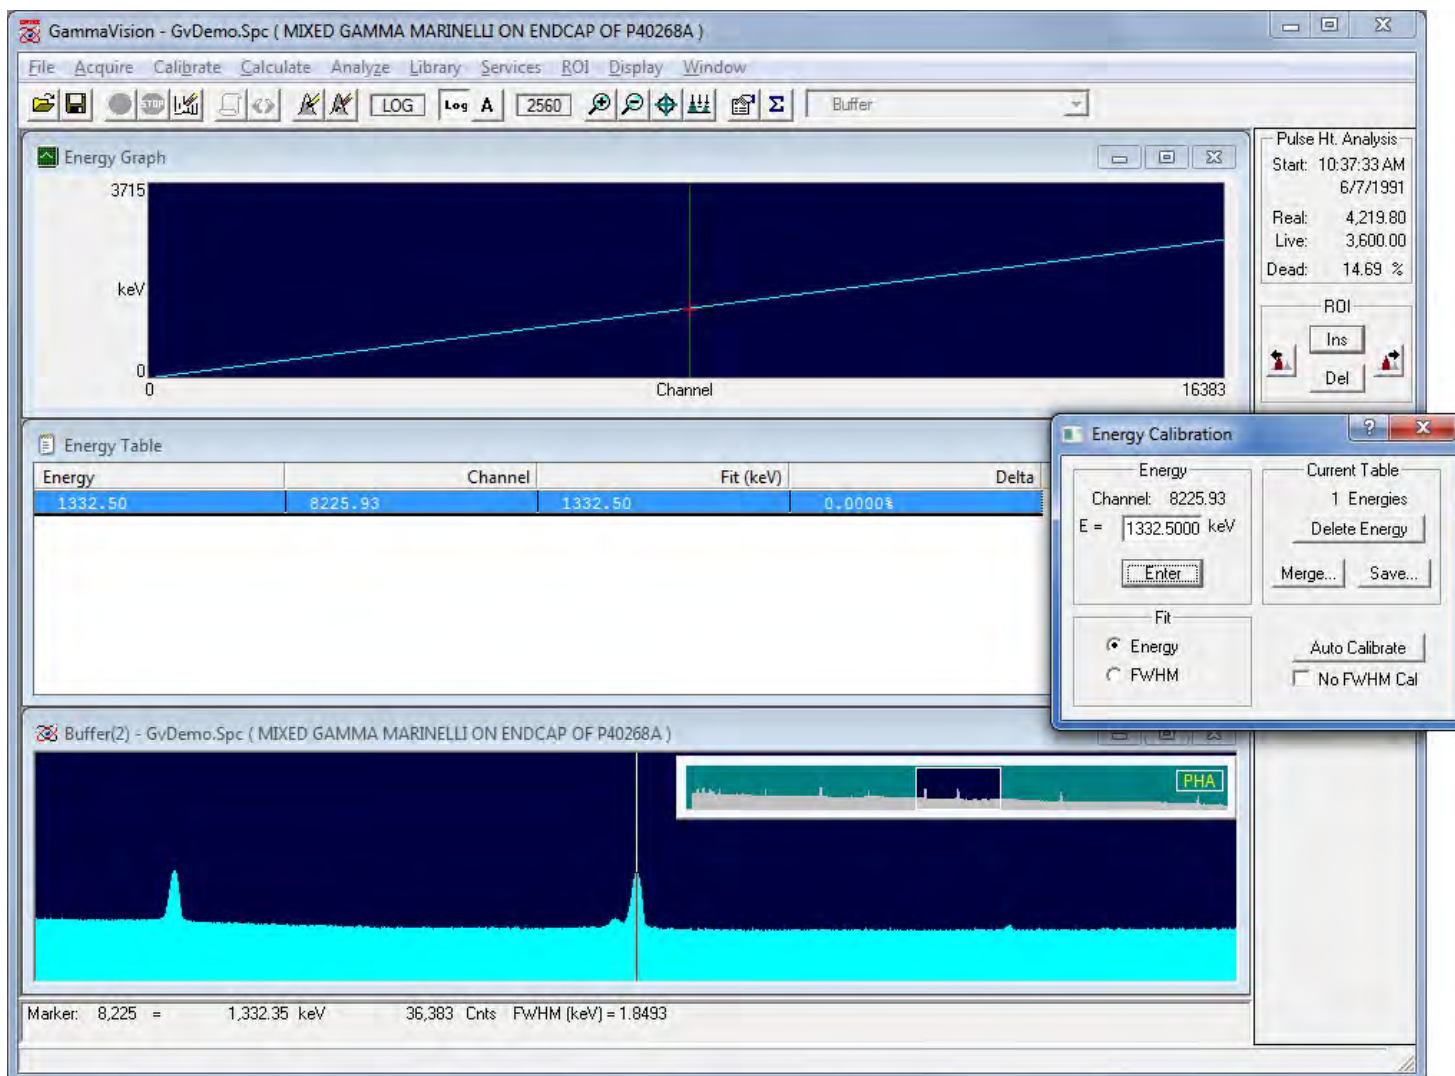 GammaVision - GvDemo.Spc ( MIXED GAMMA MARINELLI ON ENDCAP OF P40268A )
File Acquire Calibrate Calculate Analyze Library Services ROI Display Window
STOP LOG Log A 2560 Σ Buffer
Energy Graph
3715
keV
0
0 Channel 16383
Pulse Ht. Analysis
Start: 10:37:33 AM
6/7/1991
Real: 4,219.80
Live: 3,600.00
Dead: 14.69 %
ROI
Ins
Del
Energy Table
Energy Channel Fit (keV) Delta
1332.50 8225.93 1332.50 0.0000%
Energy Calibration ?
Energy
Channel: 8225.93
E = 1332.5000 keV
Enter
Fit
Energy
FWHM
Current Table
1 Energies
Delete Energy
Merge... Save...
Auto Calibrate
No FWHM Cal
Buffer(2) - GvDemo.Spc ( MIXED GAMMA MARINELLI ON ENDCAP OF P40268A )
PHA
Marker: 8,225 = 1,332.35 keV 36,383 Cnts FWHM (keV) = 1.8493